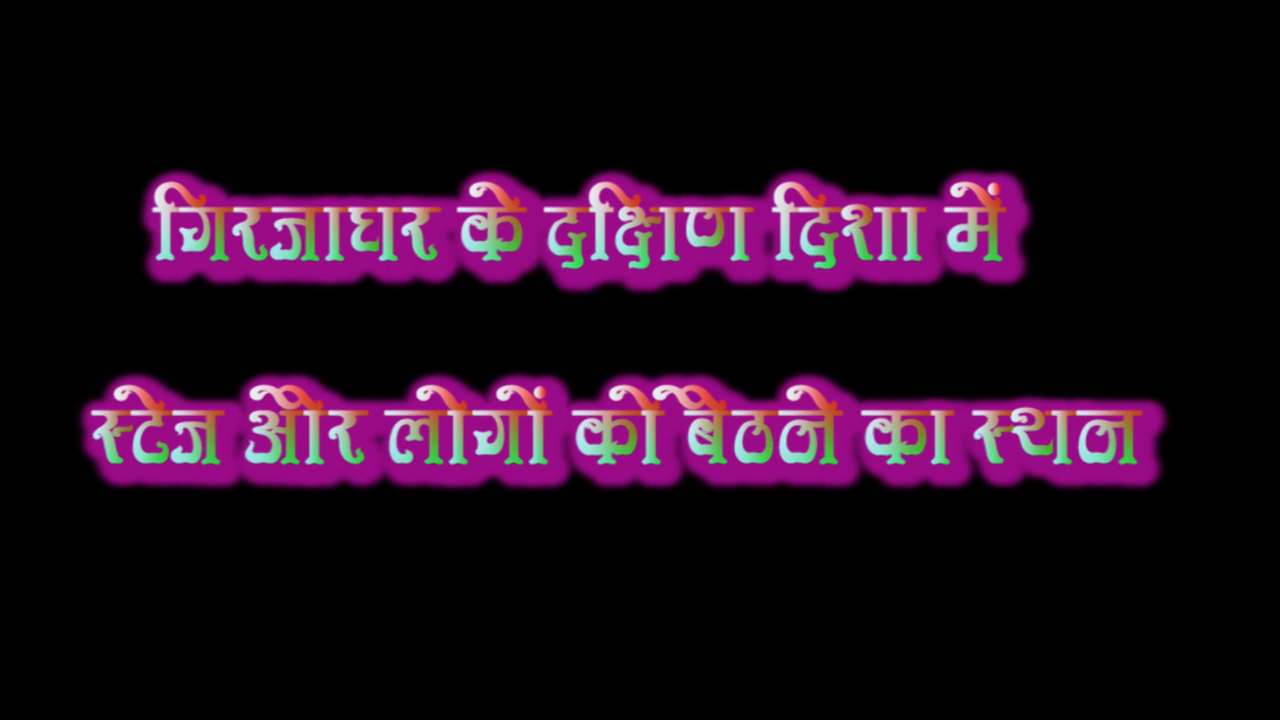 गिरजाघर के दक्षिण दिशा में
स्टेज और लोगों को बैठने का स्थान